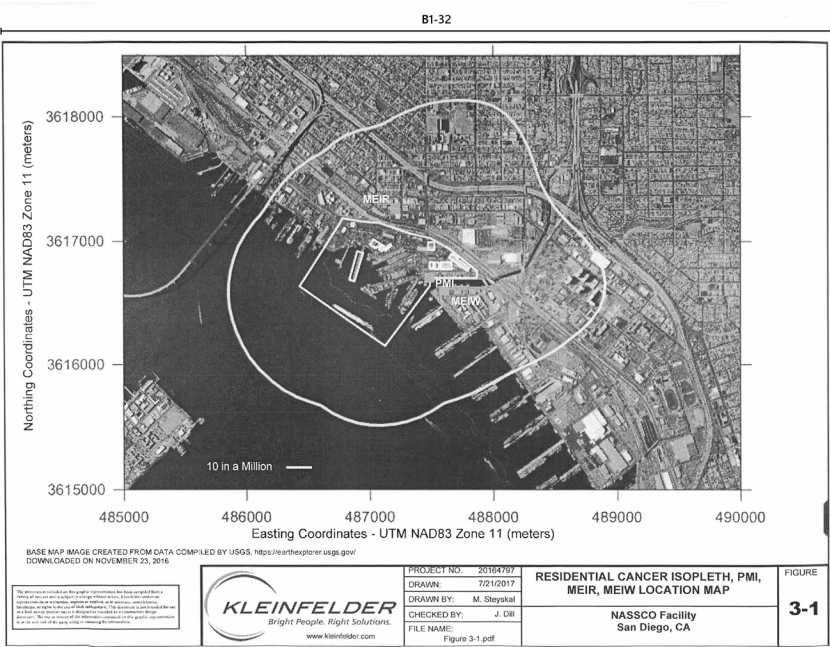 B1-32
Northing Coordinates - UTM NAD83 Zone 11 (meters)
3618000
3617000
3616000
3615000
MEIR
PMI
MEIW
10 in a Million
485000 486000 487000 488000 489000 490000
Easting Coordinates - UTM NAD83 Zone 11 (meters)
BASE MAP IMAGE CREATED FROM DATA COMPILED BY USGS, https://earthexplorer.usgs.gov/
DOWNLOADED ON NOVEMBER 23, 2016
KLEINFELDER
Bright People. Right Solutions.
www.kleinfelder.com
PROJECT NO. 20164797
DRAWN: 7/21/2017
DRAWN BY: M. Steyskal
CHECKED BY: J. Dill
FILE NAME:
Figure 3-1.pdf
RESIDENTIAL CANCER ISOPLETH, PMI,
MEIR, MEIW LOCATION MAP
NASSCO Facility
San Diego, CA
FIGURE
3-1